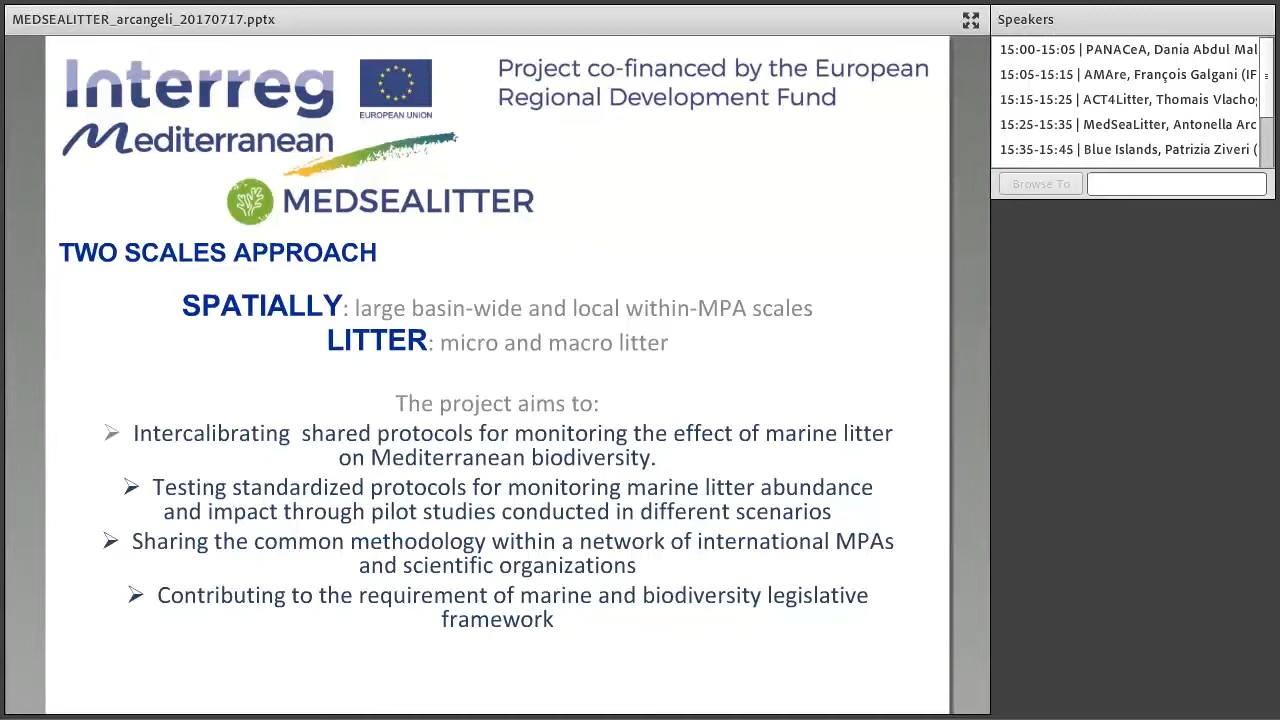 MEDSEALITTER_arcangeli_20170717.pptx
Interreg
Mediterranean
EUROPEAN UNION
Project co-financed by the European
Regional Development Fund
MEDSEALITTER
TWO SCALES APPROACH
SPATIALLY: large basin-wide and local within-MPA scales
LITTER: micro and macro litter
The project aims to:
➢ Intercalibrating shared protocols for monitoring the effect of marine litter
on Mediterranean biodiversity.
➢ Testing standardized protocols for monitoring marine litter abundance
and impact through pilot studies conducted in different scenarios
➢ Sharing the common methodology within a network of international MPAs
and scientific organizations
➢ Contributing to the requirement of marine and biodiversity legislative
framework
Speakers
15:00-15:05 | PANACeA, Dania Abdul Mal
15:05-15:15 | AMAre, François Galgani (IF
15:15-15:25 | ACT4Litter, Thomais Vlacho
15:25-15:35 | MedSeaLitter, Antonella Arc
15:35-15:45 | Blue Islands, Patrizia Ziveri (
Browse To